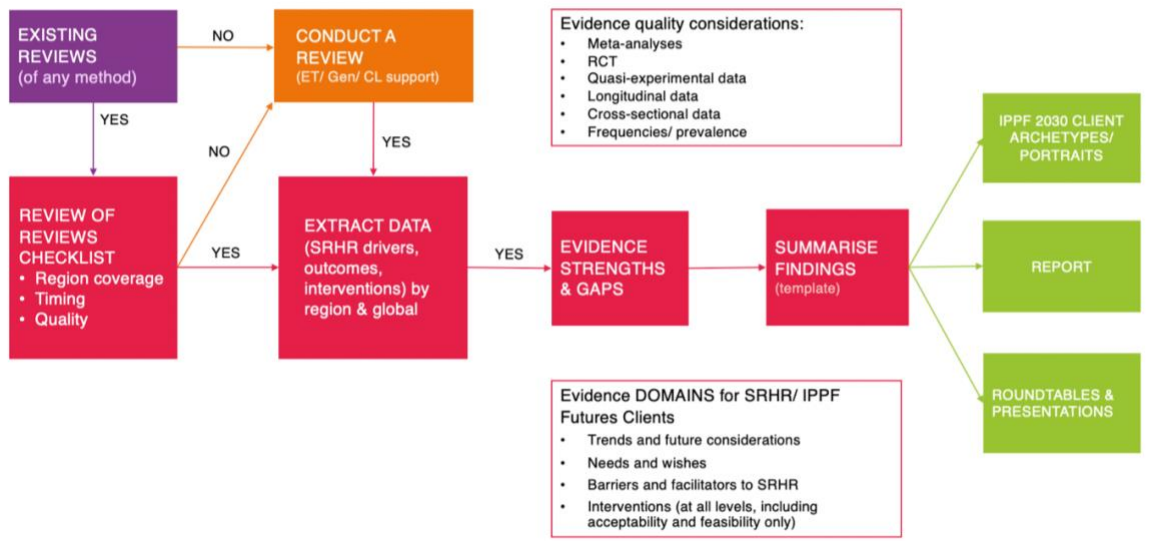 EXISTING
REVIEWS
(of any method)
NO
CONDUCT A
REVIEW
(ET/ Gen/ CL support)
YES
NO
YES
REVIEW OF
REVIEWS
CHECKLIST
• Region coverage
• Timing
• Quality
YES
EXTRACT DATA
(SRHR drivers,
outcomes,
interventions) by
region & global
YES
EVIDENCE
STRENGTHS
& GAPS
SUMMARISE
FINDINGS
(template)
Evidence quality considerations:
• Meta-analyses
• RCT
• Quasi-experimental data
• Longitudinal data
• Cross-sectional data
• Frequencies/ prevalence
Evidence DOMAINS for SRHR/ IPPF
Futures Clients
• Trends and future considerations
• Needs and wishes
• Barriers and facilitators to SRHR
• Interventions (at all levels, including
acceptability and feasibility only)
IPPF 2030 CLIENT
ARCHETYPES/
PORTRAITS
REPORT
ROUNDTABLES &
PRESENTATIONS